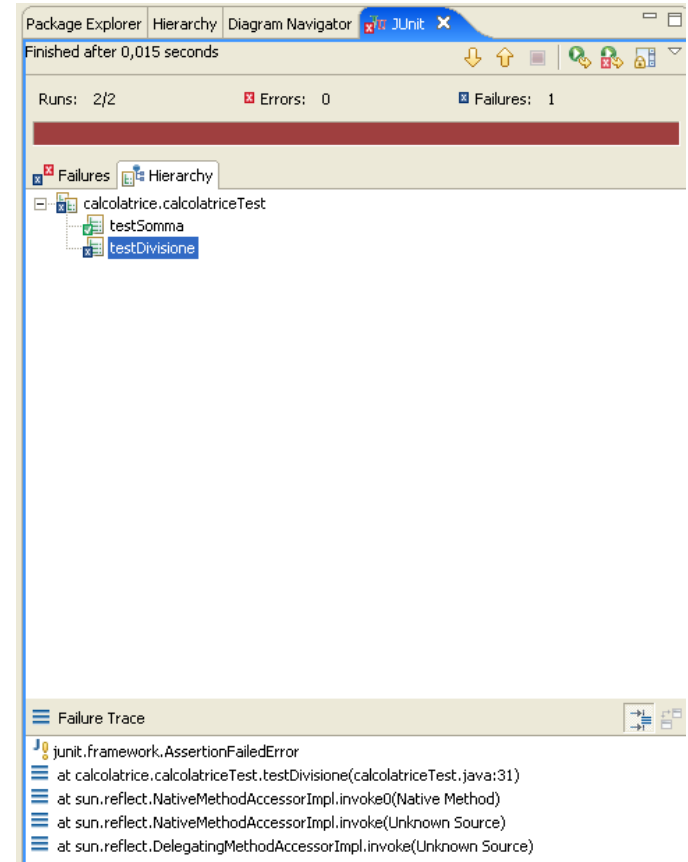 Package Explorer Hierarchy Diagram Navigator JUnit
Finished after 0,015 seconds
Runs: 2/2 Errors: 0 Failures: 1
Failures Hierarchy
calcolatrice.calcolatriceTest
testSomma
testDivisione
Failure Trace
junit.framework.AssertionFailedError
at calcolatrice.calcolatriceTest.testDivisione(calcolatriceTest.java:31)
at sun.reflect.NativeMethodAccessorImpl.invoke0(Native Method)
at sun.reflect.NativeMethodAccessorImpl.invoke(Unknown Source)
at sun.reflect.DelegatingMethodAccessorImpl.invoke(Unknown Source)